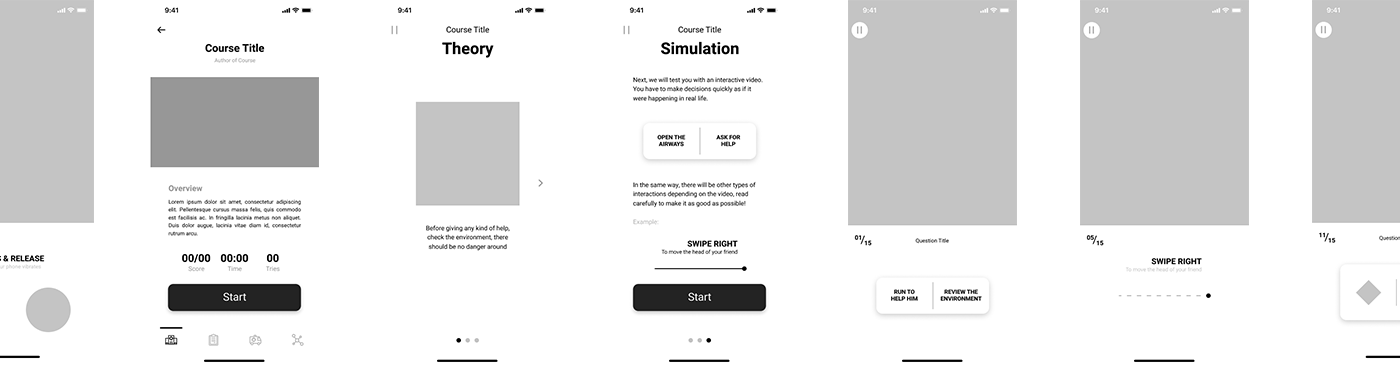 S & RELEASE
ur phone vibrates
9:41
Course Title
Author of Course
Overview
Lorem ipsum dolor sit amet, consectetur adipiscing
elit. Pellentesque cursus massa felis, quis commodo
est facilisis ac. In fringilla lacinia metus non aliquet.
Duis dolor augue, lacinia vitae diam id, consectetur
rutrum arcu.
00/00 00:00 00
Score Time Tries
Start
9:41
Course Title
Theory
Before giving any kind of help,
check the environment, there
should be no danger around
9:41
Course Title
Simulation
Next, we will test you with an interactive video.
You have to make decisions quickly as if it
were happening in real life.
OPEN THE
AIRWAYS
ASK FOR
HELP
In the same way, there will be other types of
interactions depending on the video, read
carefully to make it as good as possible!
Example:
SWIPE RIGHT
To move the head of your friend
Start
9:41
01/15
Question Title
RUN TO
HELP HIM
REVIEW THE
ENVIRONMENT
9:41
05/15
SWIPE RIGHT
To move the head of your friend
9:41
11/15
Question